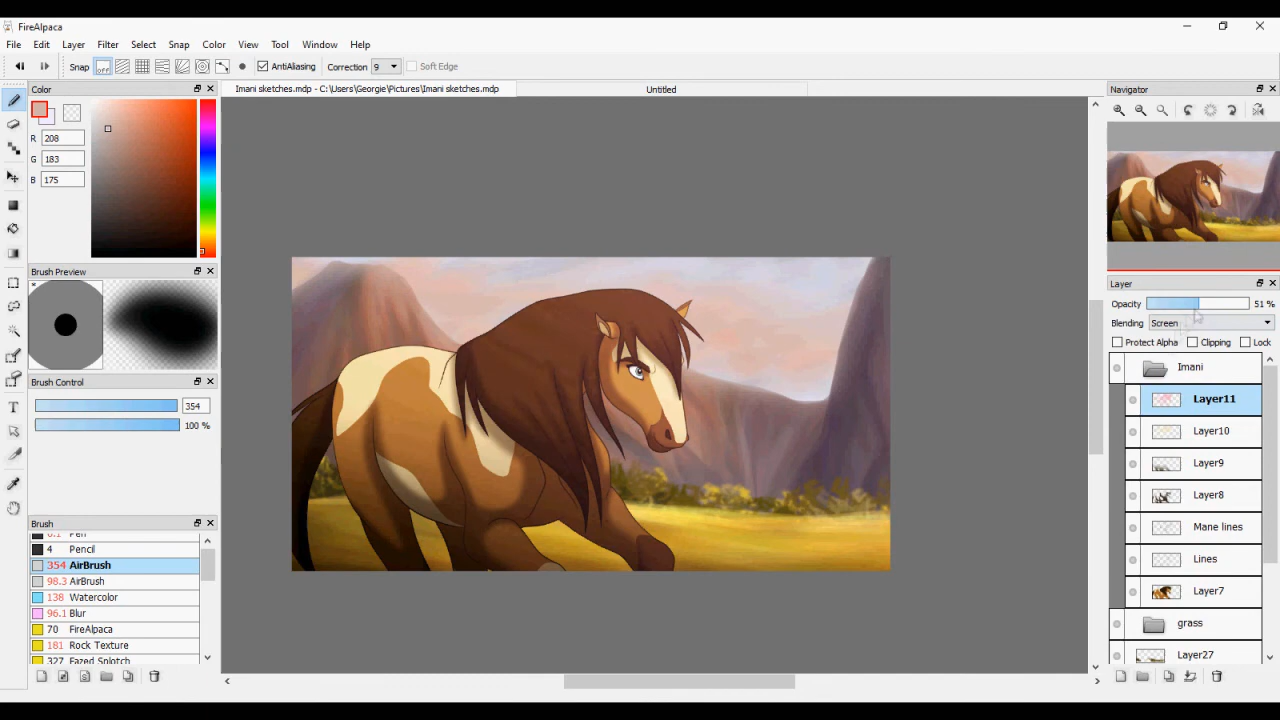 FireAlpaca
File Edit Layer Filter Select Snap Color View Tool Window Help
Snap off AntiAliasing Correction 9 Soft Edge
Color
Imani sketches.mdp - C:\Users\Georgie\Pictures\Imani sketches.mdp Untitled
Navigator
R 208
G 183
B 175
Brush Preview
Layer
Opacity 51 %
Blending Screen
Protect Alpha Clipping Lock
Imani
Brush Control
Layer11
354
100 %
Layer10
Layer9
Layer8
Brush
Mane lines
0.1 Pen
4 Pencil
Lines
354 AirBrush
98.3 AirBrush
Layer7
138 Watercolor
96.1 Blur
grass
70 FireAlpaca
181 Rock Texture
Layer27
327 Fazed Splotch